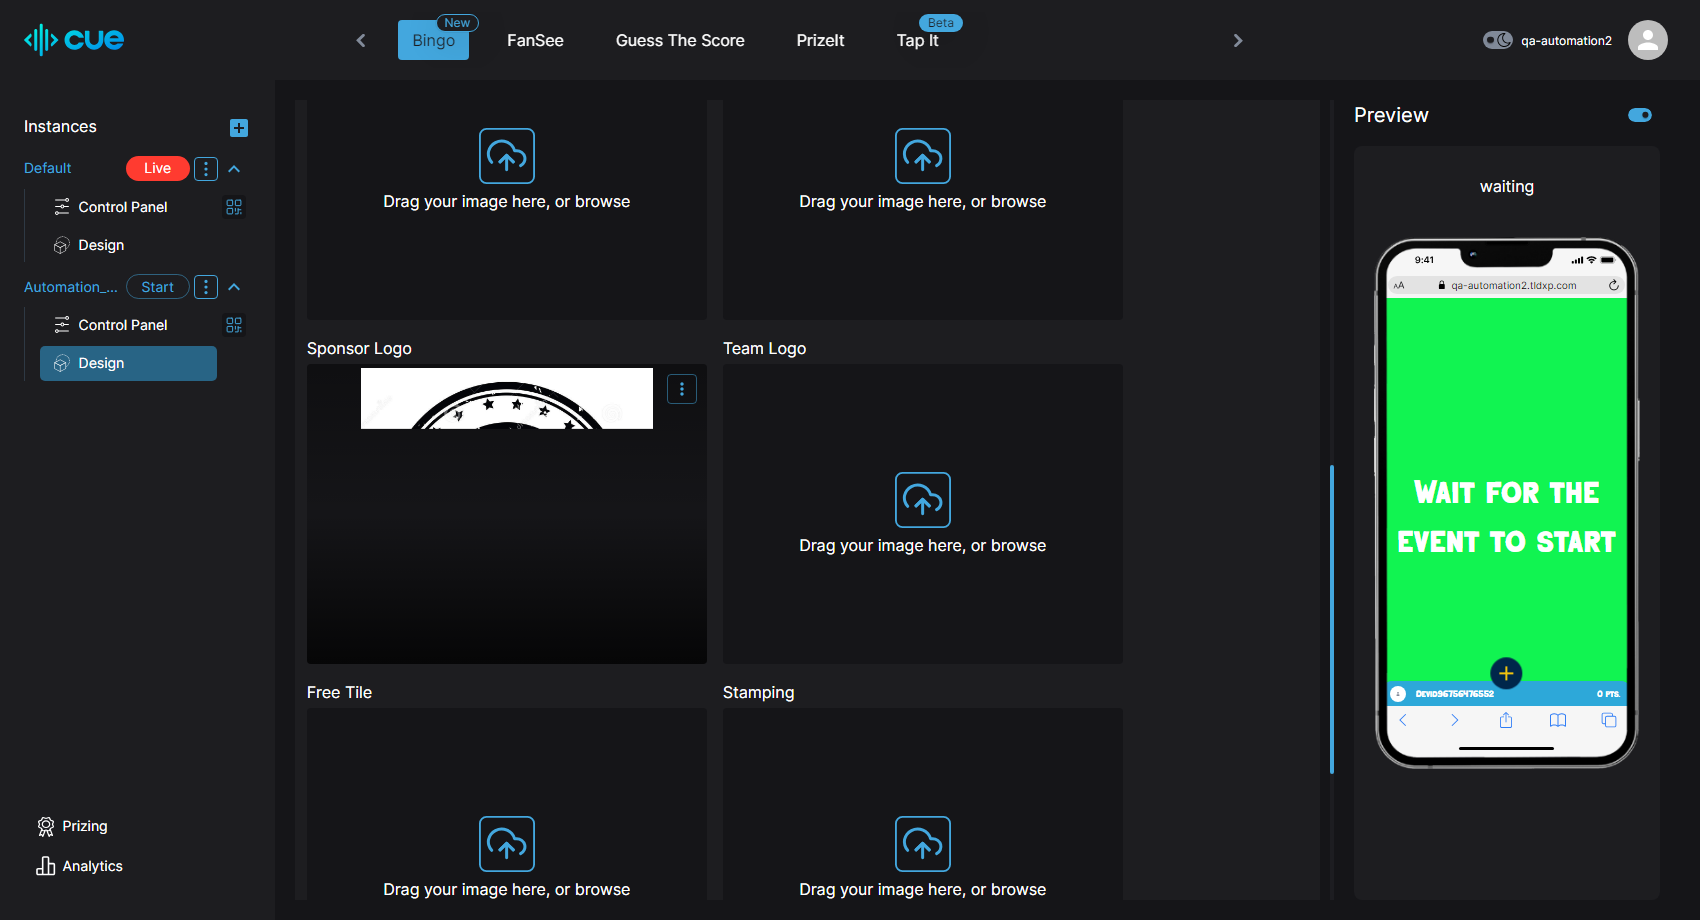 cue
New
Bingo
FanSee
Guess The Score
PrizeIt
Beta
Tap It
qa-automation2
Instances
Default
Live
Control Panel
Design
Automation_...
Start
Control Panel
Design
Prizing
Analytics
Drag your image here, or browse
Drag your image here, or browse
Sponsor Logo
Team Logo
Drag your image here, or browse
Free Tile
Stamping
Drag your image here, or browse
Drag your image here, or browse
Preview
waiting
9:41
AA
qa-automation2.tldxp.com
WAIT FOR THE
EVENT TO START
0 PTS.